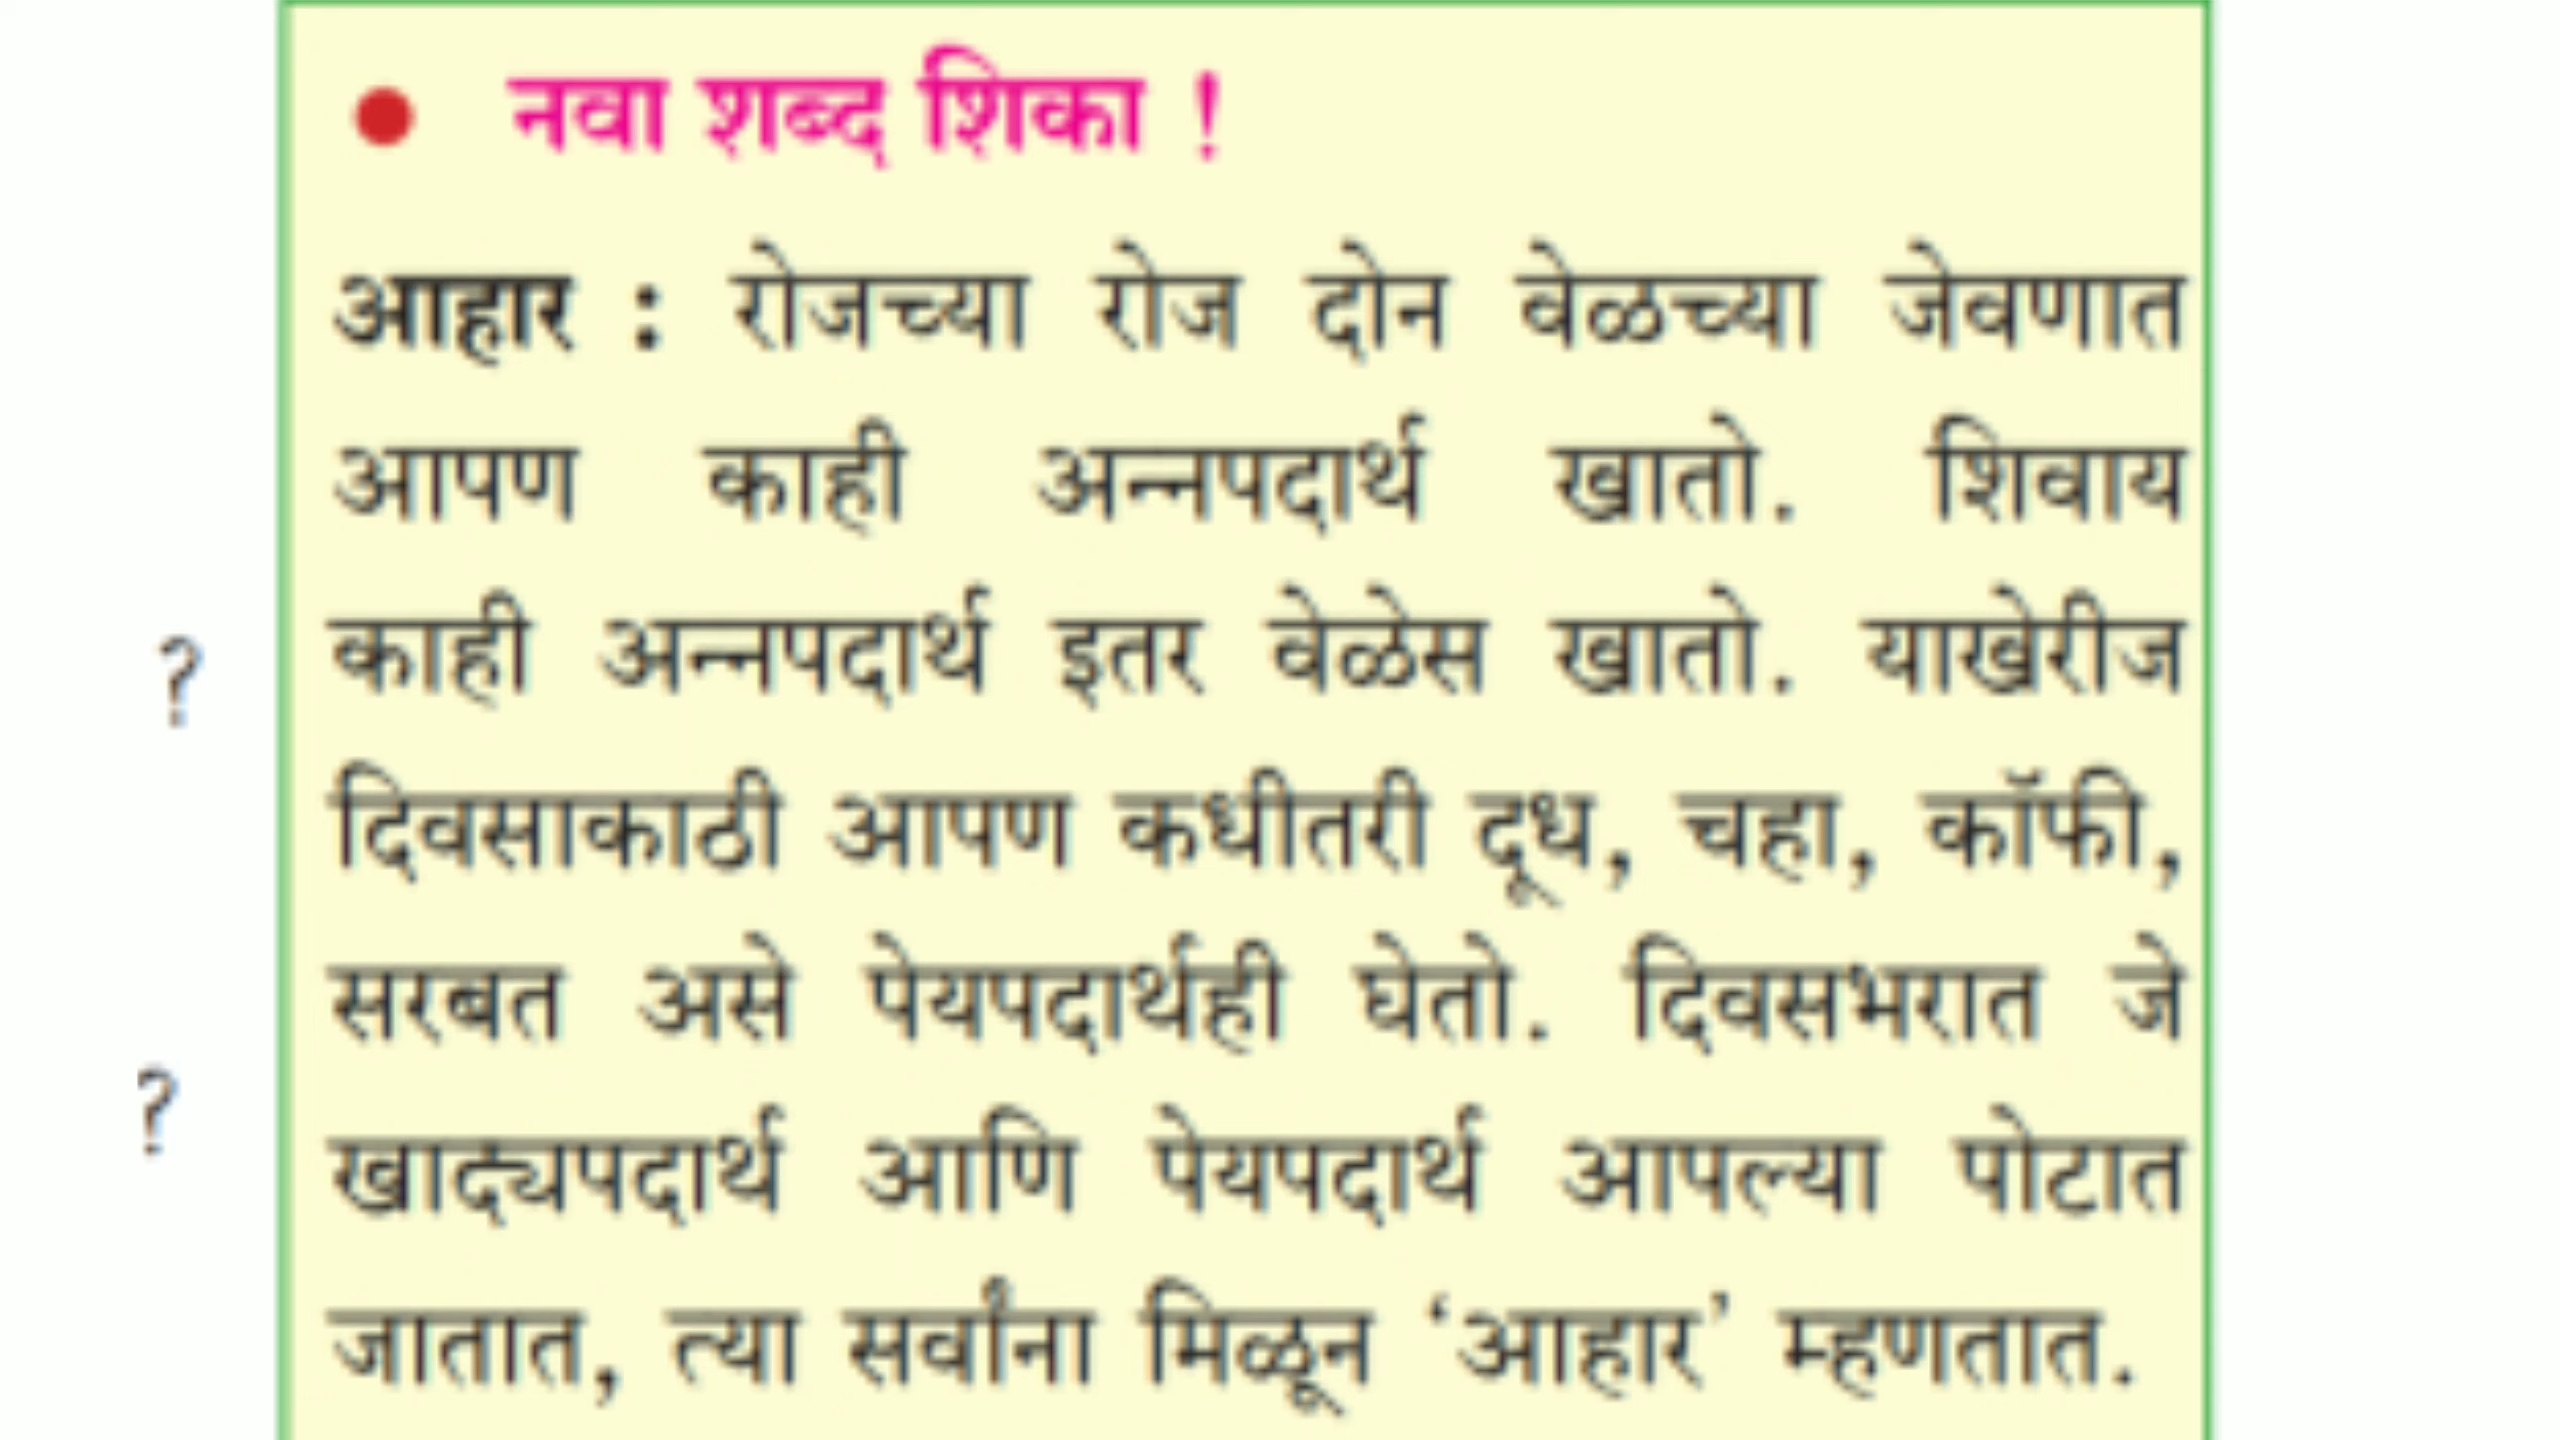 • नवा शब्द शिका !
आहार : रोजच्या रोज दोन वेळच्या जेवणात
आपण काही अन्नपदार्थ खातो. शिवाय
काही अन्नपदार्थ इतर वेळेस खातो. याखेरीज
?
दिवसाकाठी आपण कधीतरी दूध, चहा, कॉफी,
सरबत असे पेयपदार्थही घेतो. दिवसभरात जे
?
खाद्यपदार्थ आणि पेयपदार्थ आपल्या पोटात
जातात, त्या सर्वांना मिळून ‘आहार’ म्हणतात.